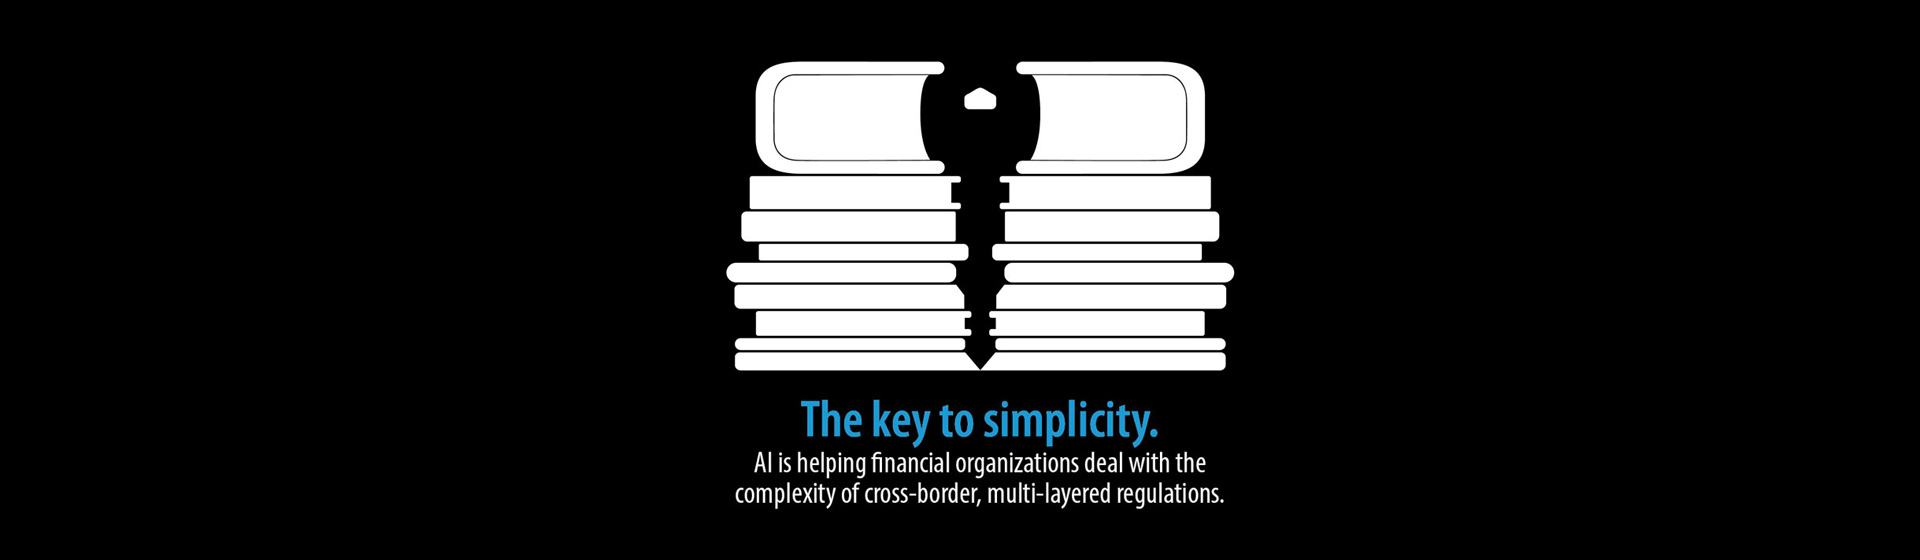 The key to simplicity.
AI is helping financial organizations deal with the
complexity of cross-border, multi-layered regulations.